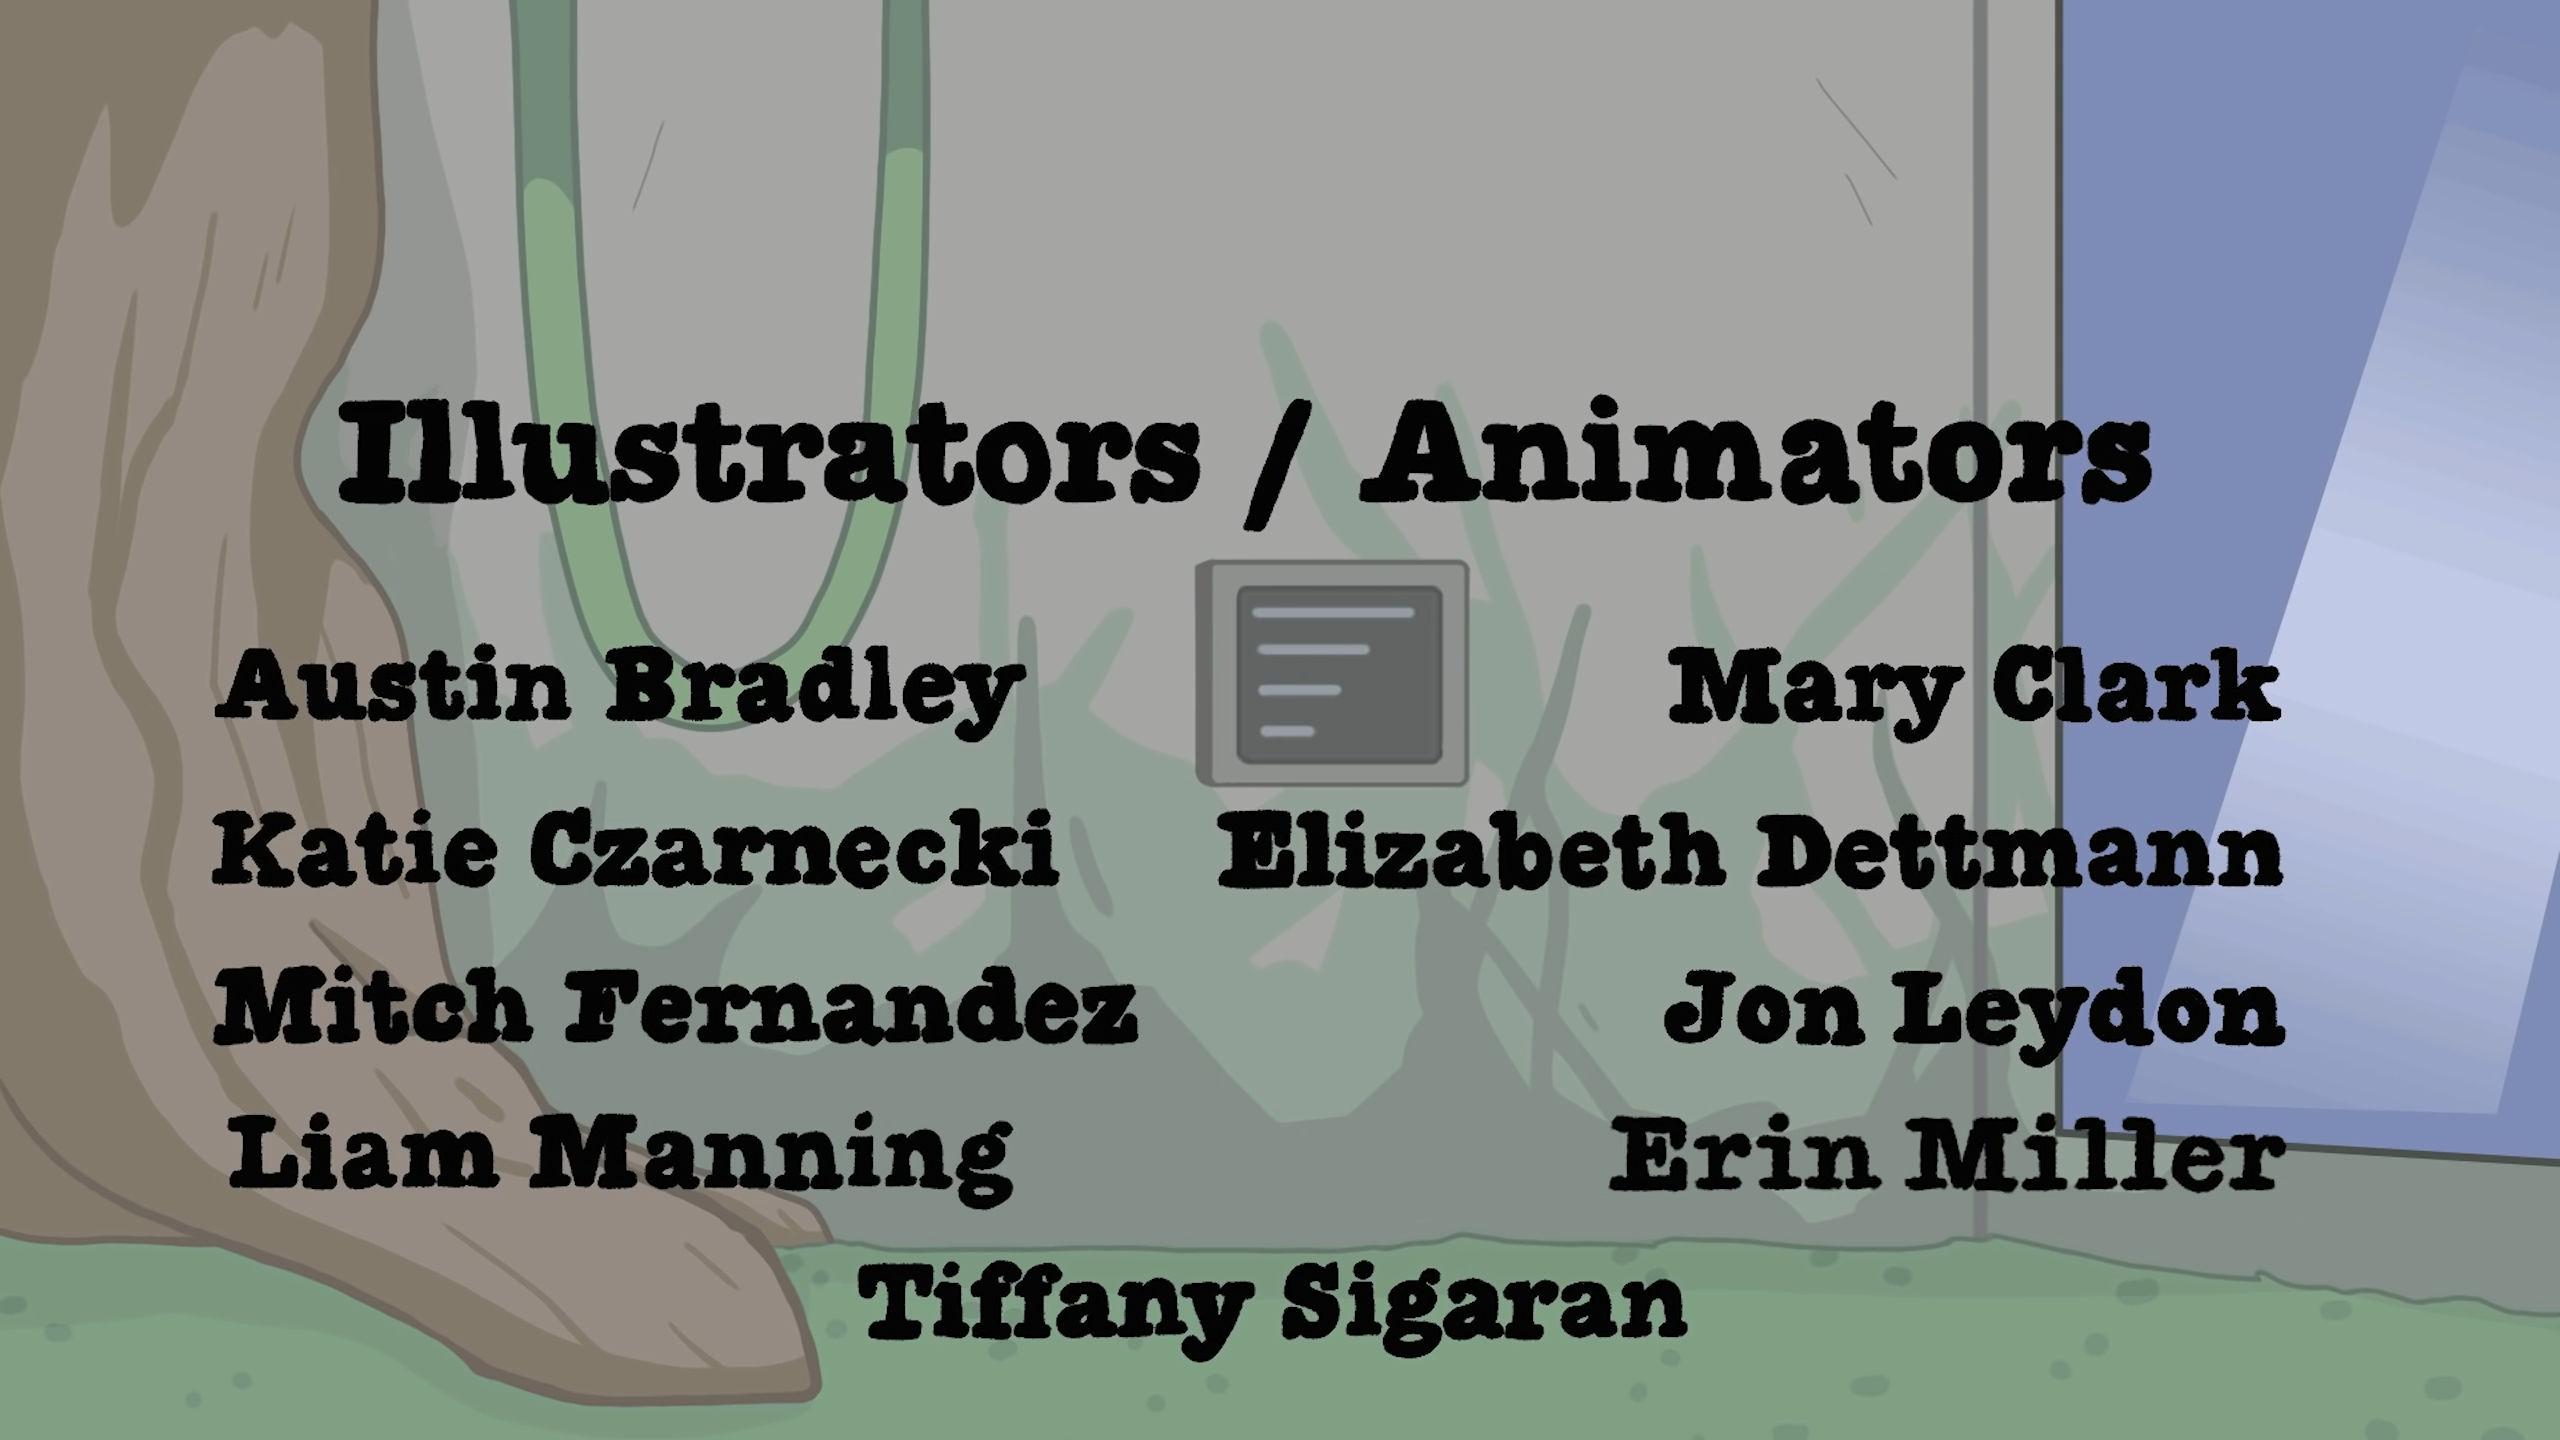 Illustrators / Animators
Austin Bradley Mary Clark
Katie Czarnecki Elizabeth Dettmann
Mitch Fernandez Jon Leydon
Liam Manning Erin Miller
Tiffany Sigaran